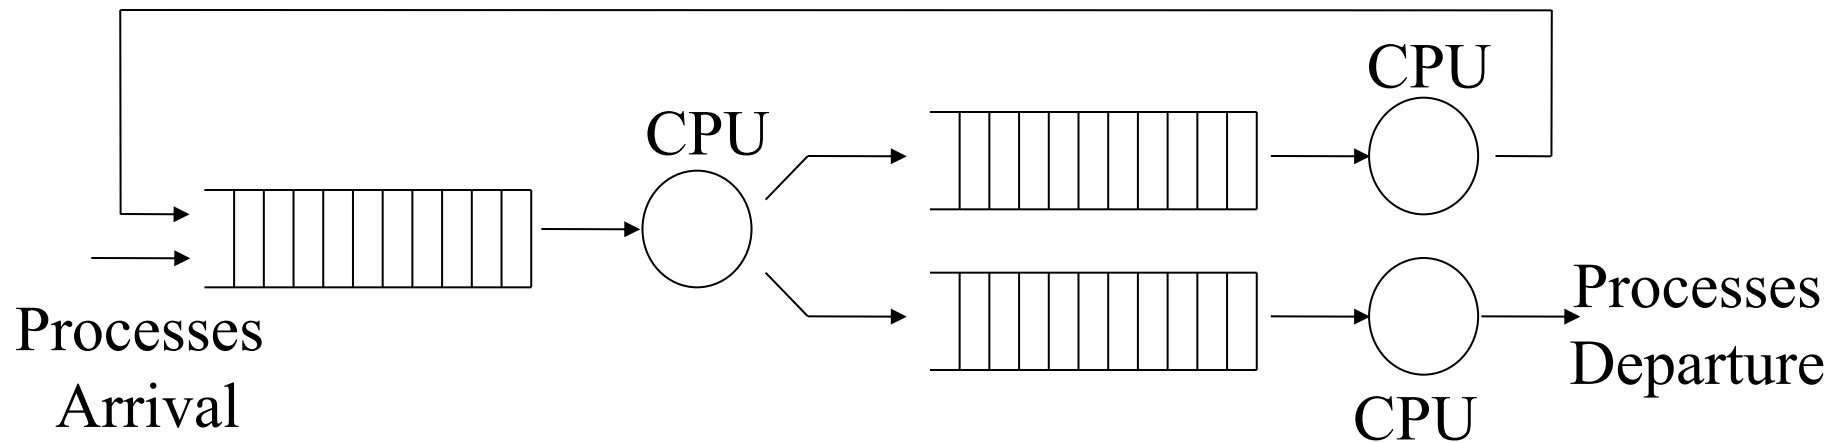 CPU
CPU
Processes
Arrival
Processes
Departure
CPU